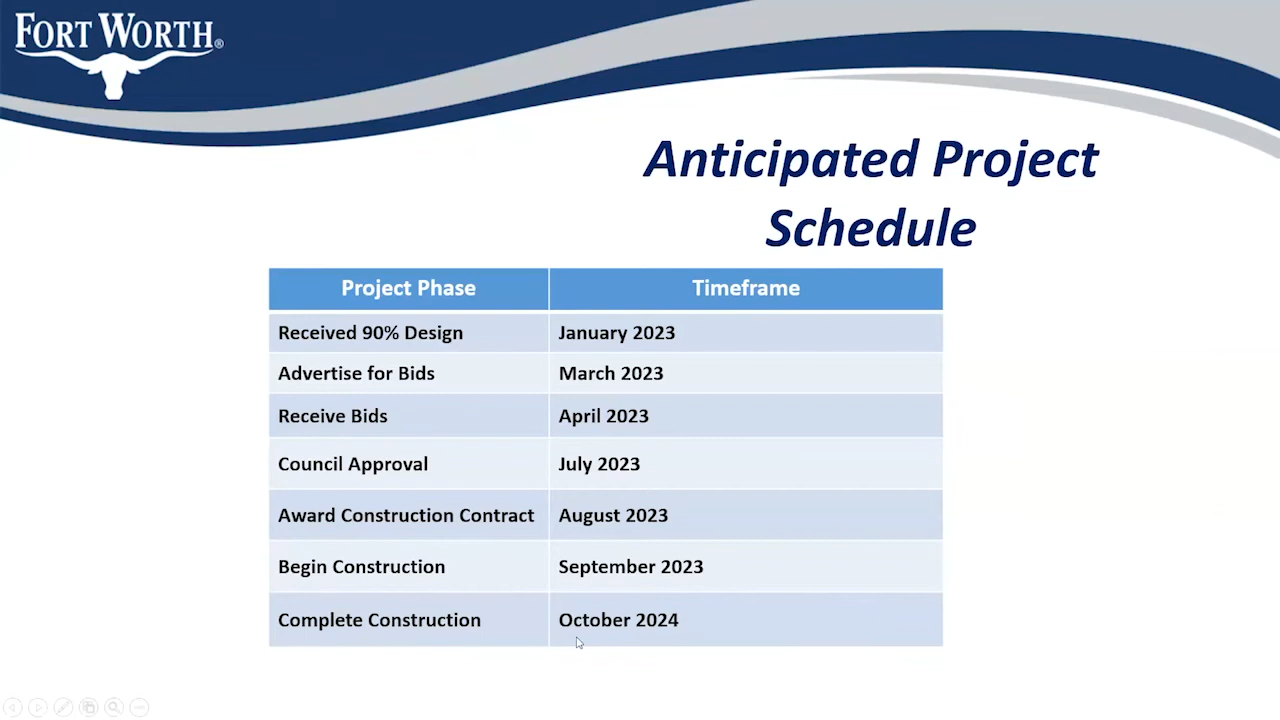 FORT WORTH®
Anticipated Project
Schedule
Project Phase Timeframe
Received 90% Design January 2023
Advertise for Bids March 2023
Receive Bids April 2023
Council Approval July 2023
Award Construction Contract August 2023
Begin Construction September 2023
Complete Construction October 2024